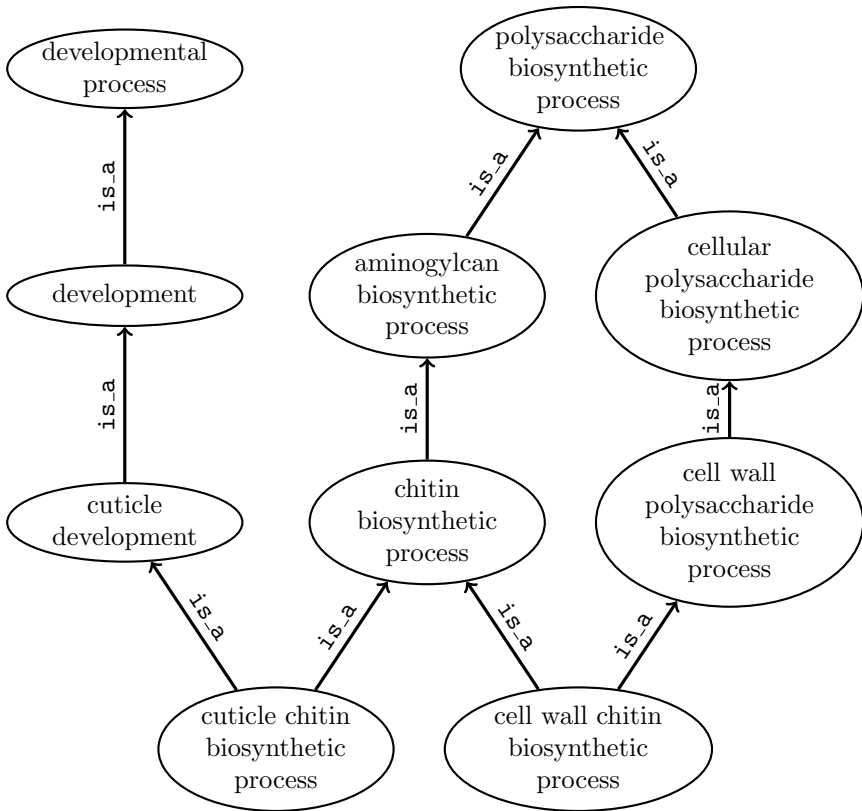 developmental
process
polysaccharide
biosynthetic
process
is_a
is_a
is_a
development
aminogylcan
biosynthetic
process
cellular
polysaccharide
biosynthetic
process
is_a
is_a
is_a
cuticle
development
chitin
biosynthetic
process
cell wall
polysaccharide
biosynthetic
process
is_a
is_a
is_a
is_a
cuticle chitin
biosynthetic
process
cell wall chitin
biosynthetic
process